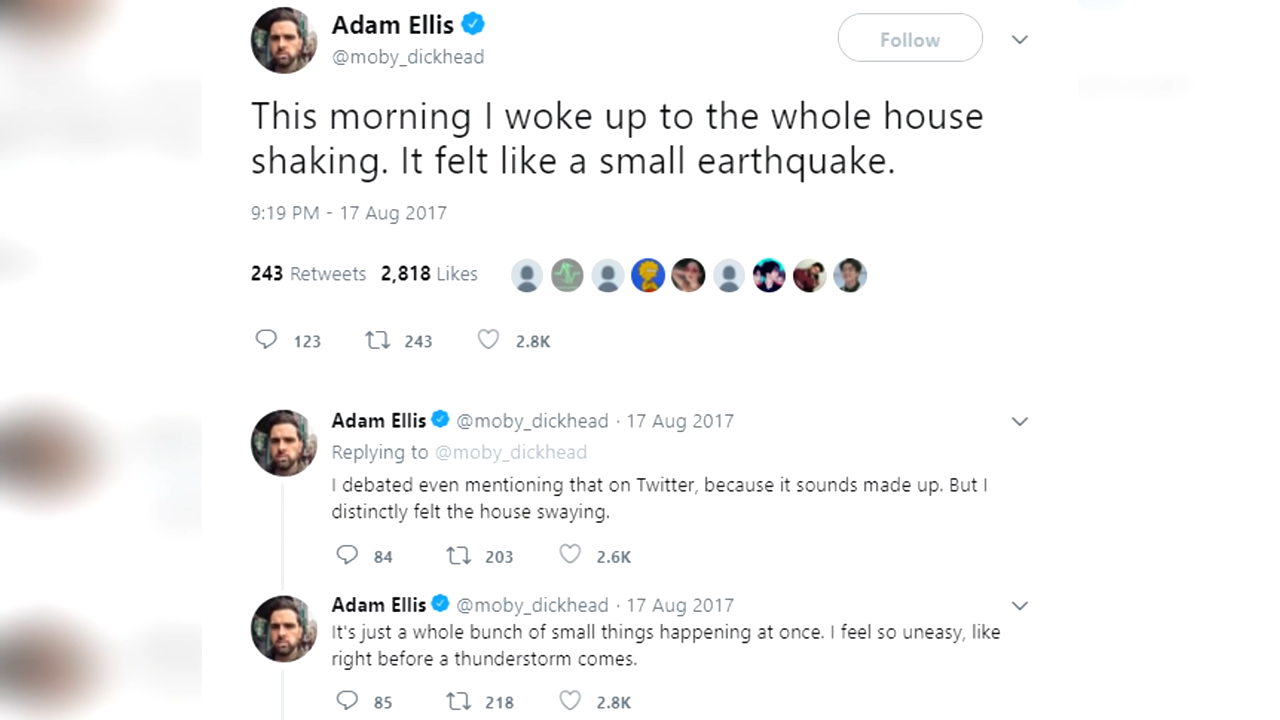 Adam Ellis
Follow
@moby_dickhead
This morning I woke up to the whole house
shaking. It felt like a small earthquake.
9:19 PM - 17 Aug 2017
243 Retweets 2,818 Likes
123 243 2.8K
Adam Ellis @moby_dickhead · 17 Aug 2017
Replying to @moby_dickhead
I debated even mentioning that on Twitter, because it sounds made up. But I
distinctly felt the house swaying.
84 203 2.6K
Adam Ellis @moby_dickhead · 17 Aug 2017
It's just a whole bunch of small things happening at once. I feel so uneasy, like
right before a thunderstorm comes.
85 218 2.8K